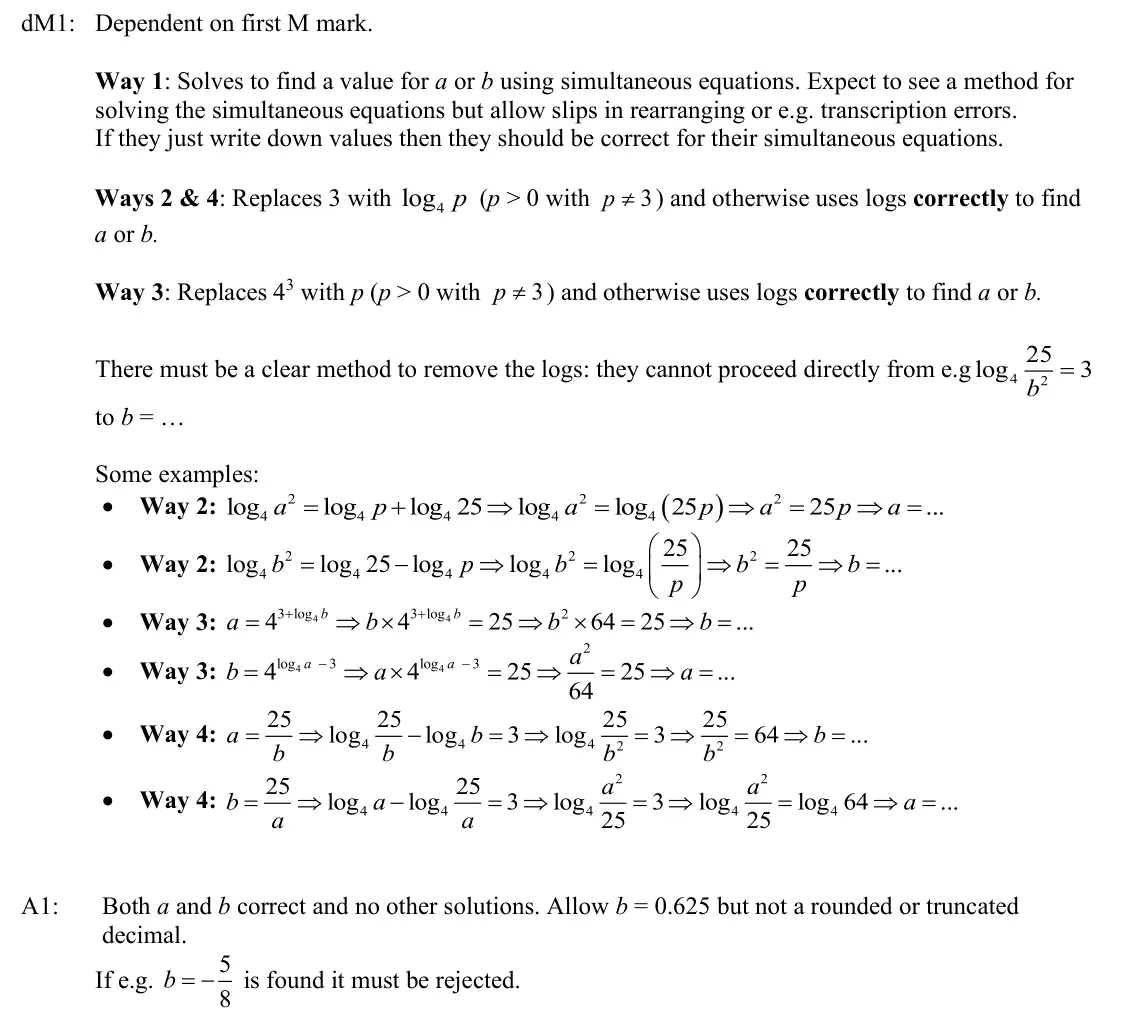 dM1: Dependent on first M mark.
Way 1: Solves to find a value for a or b using simultaneous equations. Expect to see a method for
solving the simultaneous equations but allow slips in rearranging or e.g. transcription errors.
If they just write down values then they should be correct for their simultaneous equations.
Ways 2 & 4: Replaces 3 with log₄ p (p > 0 with p ≠ 3) and otherwise uses logs correctly to find
a or b.
Way 3: Replaces 4³ with p (p > 0 with p ≠ 3) and otherwise uses logs correctly to find a or b.
There must be a clear method to remove the logs: they cannot proceed directly from e.g log₄ 25/b² = 3
to b = …
Some examples:
• Way 2: log₄ a² = log₄ p + log₄ 25 ⇒ log₄ a² = log₄ (25p) ⇒ a² = 25p ⇒ a = ...
• Way 2: log₄ b² = log₄ 25 − log₄ p ⇒ log₄ b² = log₄ (25/p) ⇒ b² = 25/p ⇒ b = ...
• Way 3: a = 4^(3+log₄ b) ⇒ b × 4^(3+log₄ b) = 25 ⇒ b² × 64 = 25 ⇒ b = ...
• Way 3: b = 4^(log₄ a − 3) ⇒ a × 4^(log₄ a − 3) = 25 ⇒ a²/64 = 25 ⇒ a = ...
• Way 4: a = 25/b ⇒ log₄ 25/b − log₄ b = 3 ⇒ log₄ 25/b² = 3 ⇒ 25/b² = 64 ⇒ b = ...
• Way 4: b = 25/a ⇒ log₄ a − log₄ 25/a = 3 ⇒ log₄ a²/25 = 3 ⇒ log₄ a²/25 = log₄ 64 ⇒ a = ...
A1: Both a and b correct and no other solutions. Allow b = 0.625 but not a rounded or truncated
decimal.
If e.g. b = −5/8 is found it must be rejected.